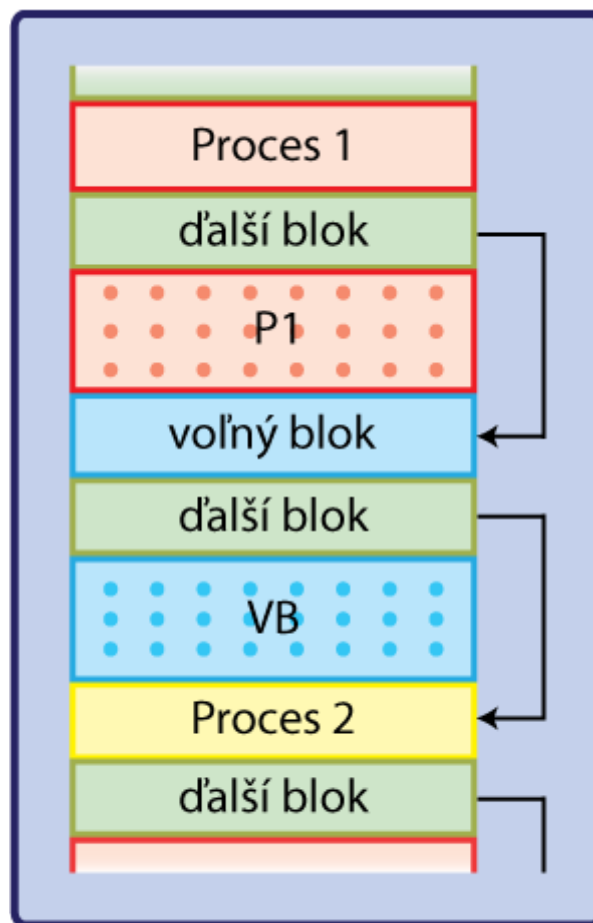 Proces 1
ďalší blok
P1
voľný blok
ďalší blok
VB
Proces 2
ďalší blok